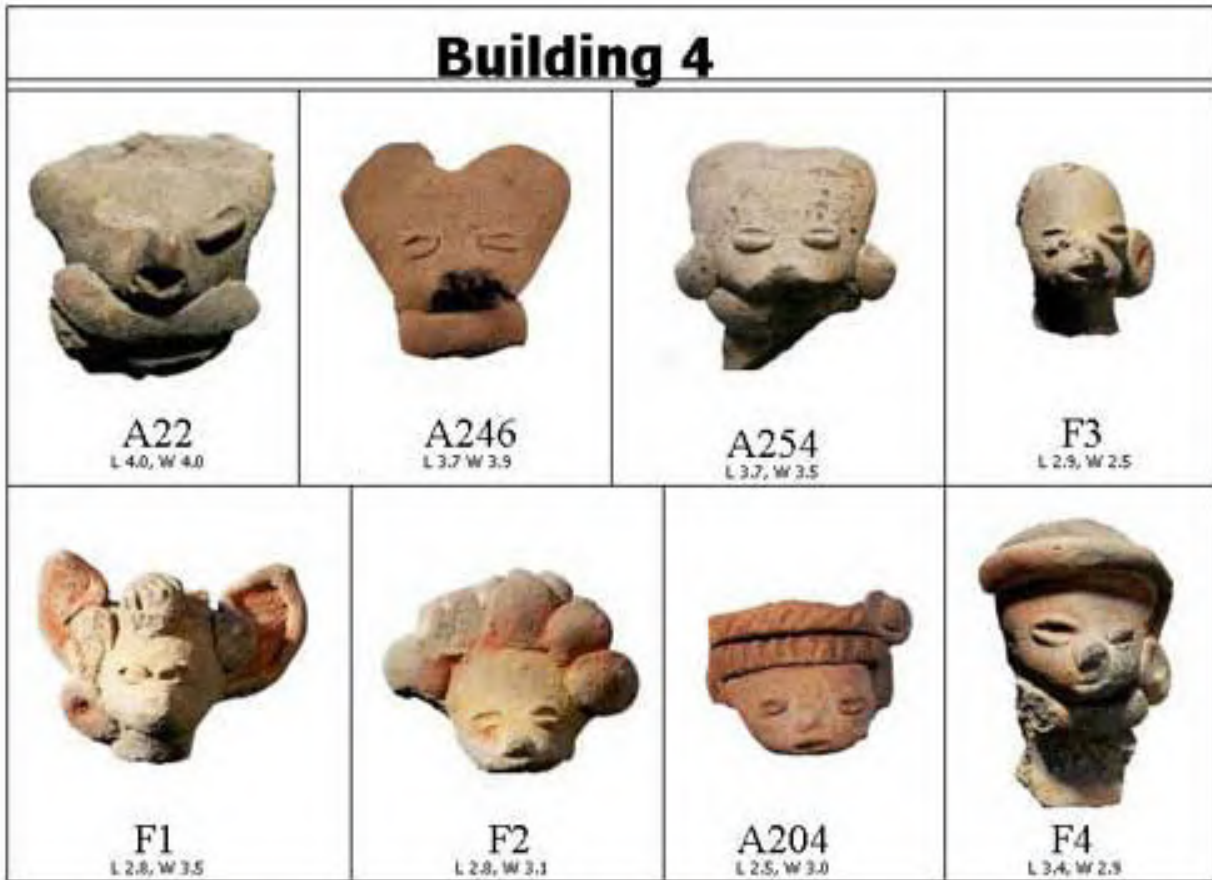 Building 4
A22
L 4.0, W 4.0
A246
L 3.7 W 3.9
A254
L 3.7, W 3.5
F3
L 2.9, W 2.5
F1
L 2.8, W 3.5
F2
L 2.8, W 3.1
A204
L 2.5, W 3.0
F4
L 3.4, W 2.9